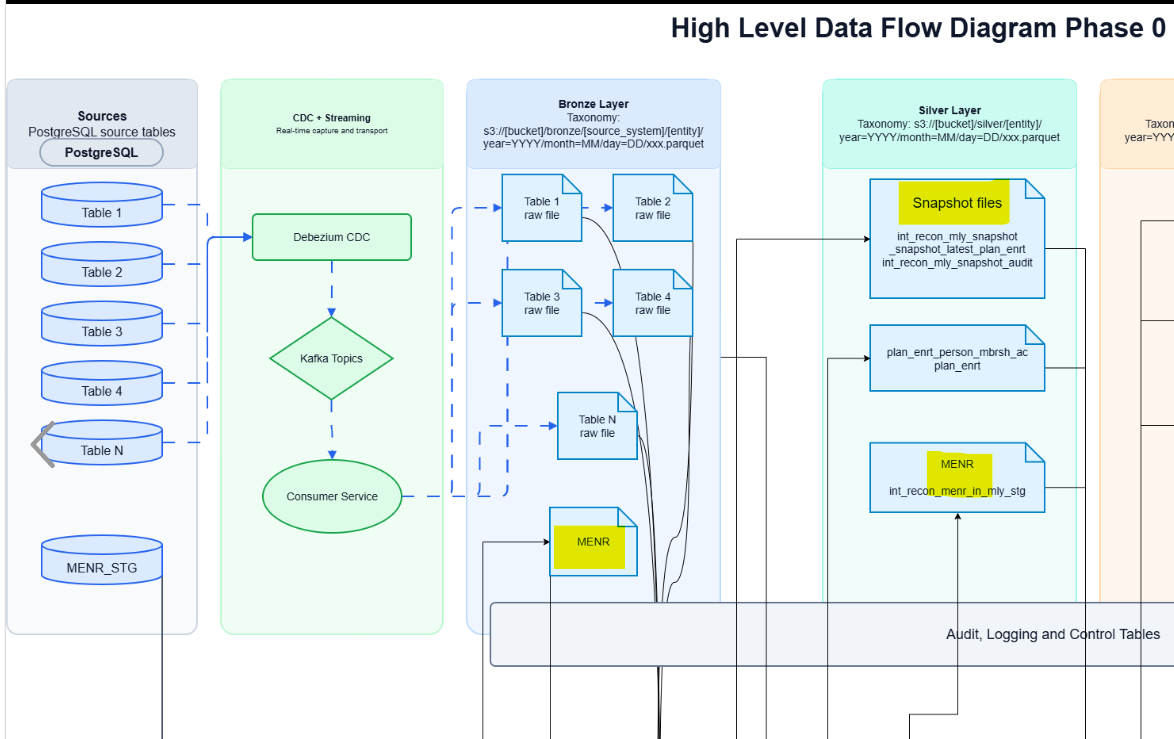 High Level Data Flow Diagram Phase 0
Sources
PostgreSQL source tables
PostgreSQL
Table 1
Table 2
Table 3
Table 4
Table N
MENR_STG
CDC + Streaming
Real-time capture and transport
Debezium CDC
Kafka Topics
Consumer Service
Bronze Layer
Taxonomy:
s3://[bucket]/bronze/[source_system]/[entity]/
year=YYYY/month=MM/day=DD/xxx.parquet
Table 1
raw file
Table 2
raw file
Table 3
raw file
Table 4
raw file
Table N
raw file
MENR
Silver Layer
Taxonomy: s3://[bucket]/silver/[entity]/
year=YYYY/month=MM/day=DD/xxx.parquet
Snapshot files
int_recon_mly_snapshot
_snapshot_latest_plan_enrt
int_recon_mly_snapshot_audit
plan_enrt_person_mbrsh_ac
plan_enrt
MENR
int_recon_menr_in_mly_stg
Taxon
year=YYY
Audit, Logging and Control Tables